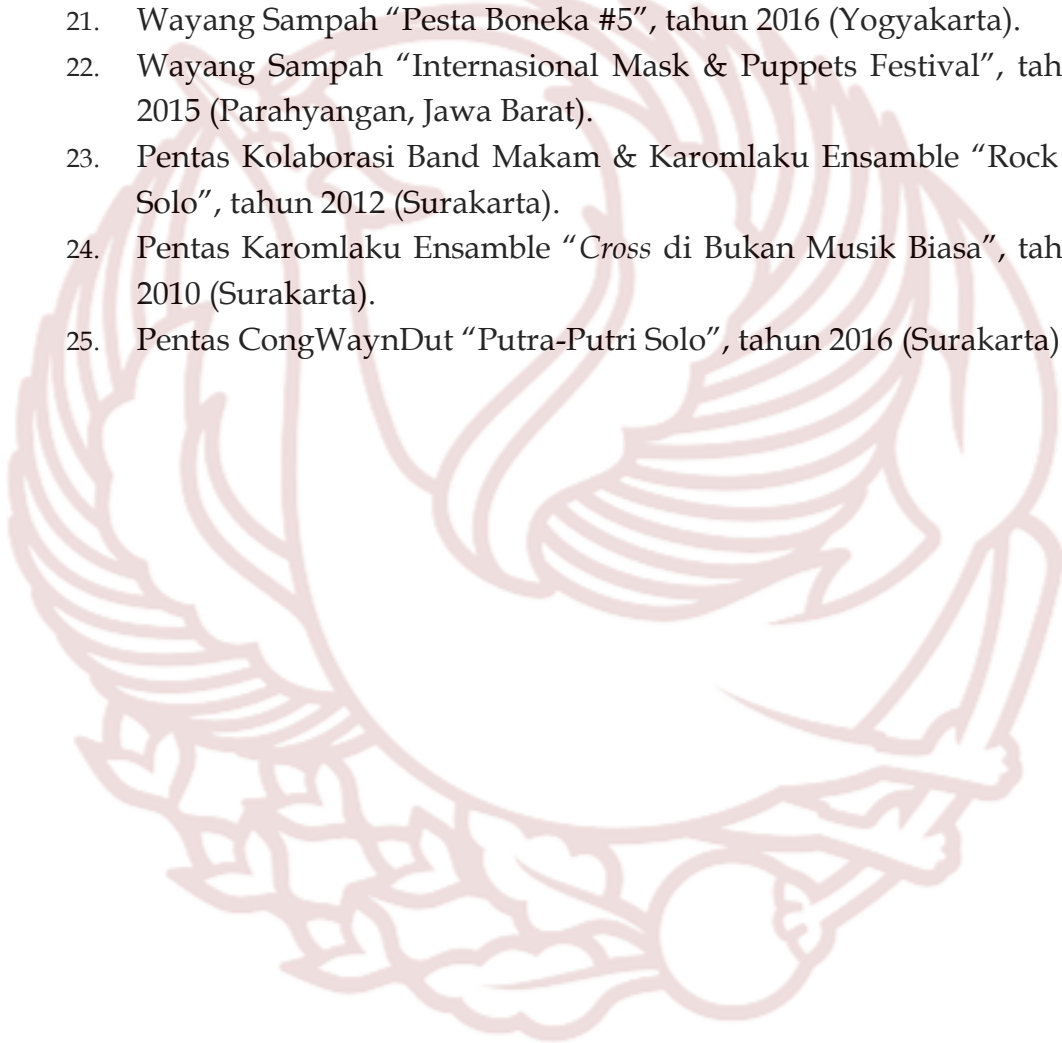 21. Wayang Sampah “Pesta Boneka #5”, tahun 2016 (Yogyakarta).
22. Wayang Sampah “Internasional Mask & Puppets Festival”, tah
2015 (Parahyangan, Jawa Barat).
23. Pentas Kolaborasi Band Makam & Karomlaku Ensamble “Rock
Solo”, tahun 2012 (Surakarta).
24. Pentas Karomlaku Ensamble “Cross di Bukan Musik Biasa”, tah
2010 (Surakarta).
25. Pentas CongWaynDut “Putra-Putri Solo”, tahun 2016 (Surakarta)